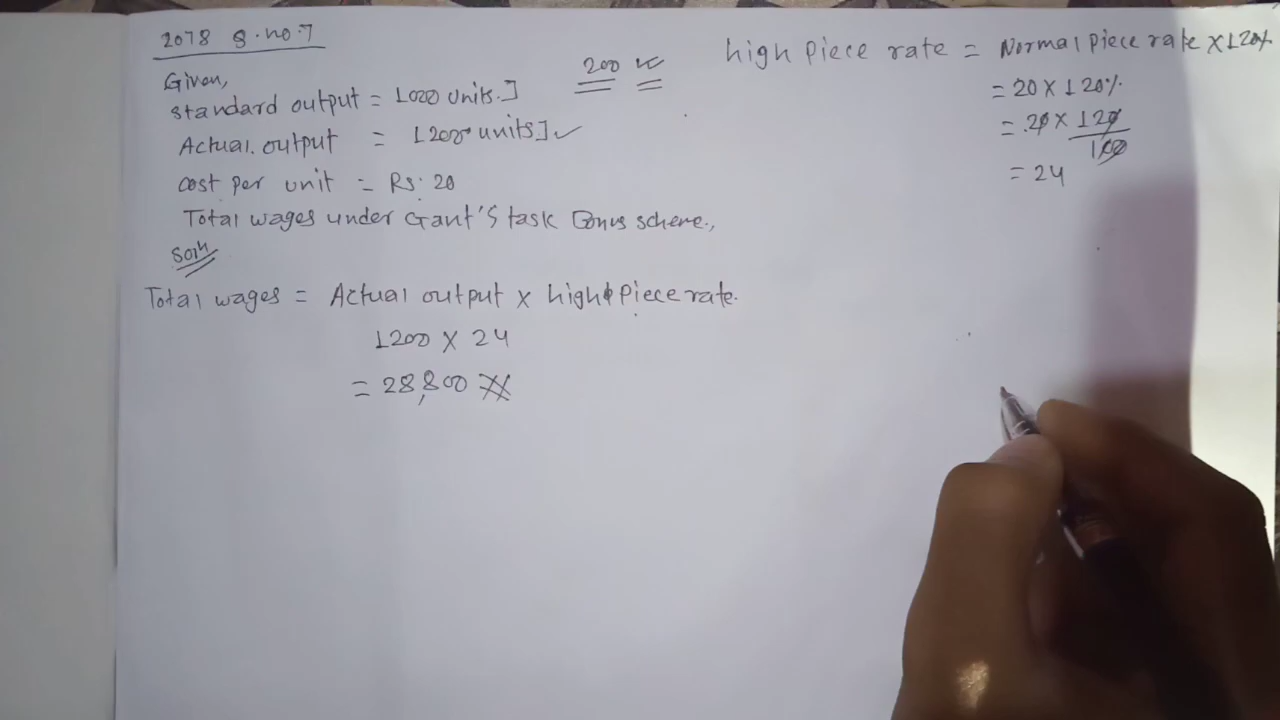 2078 Q.no.7
Given,
standard output = 1000 units.]
200 ✓
Actual output = 1200 units] ✓
cost per unit = Rs. 20
Total wages under Gant's task Bonus scheme.,
Soln
Total wages = Actual output x high Piece rate.
1200 x 24
= 28,800
high piece rate = Normal piece rate x 120%
= 20 x 120%
= 20 x 120
100
= 24